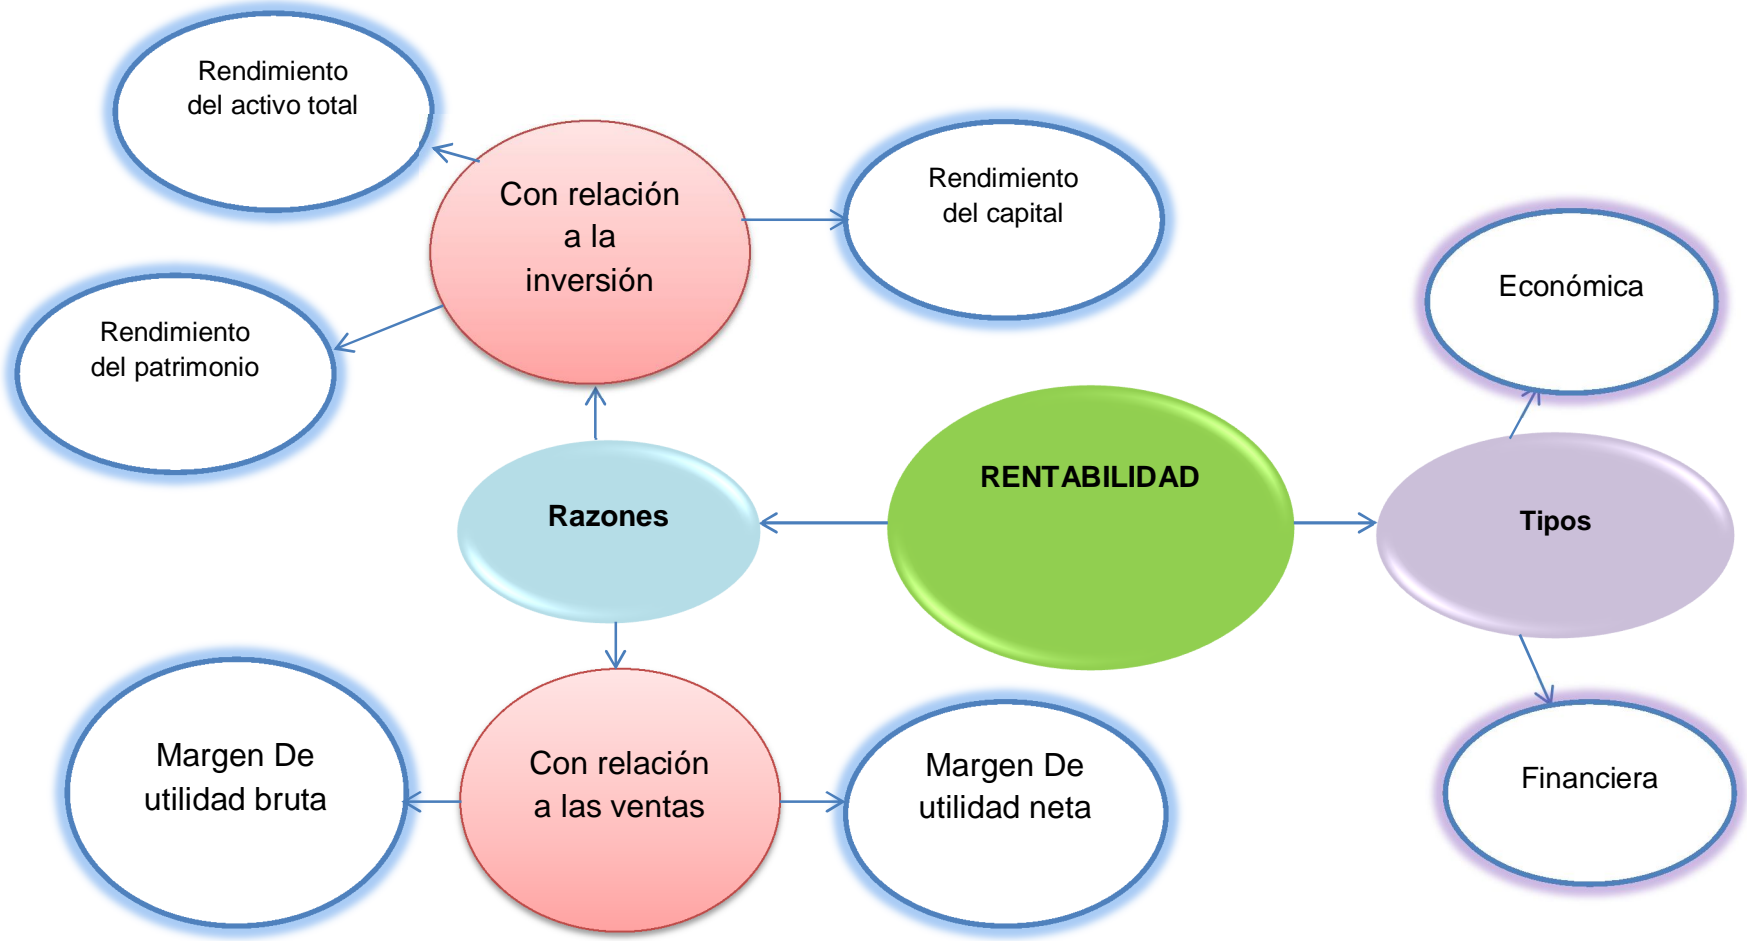 Rendimiento
del activo total
Con relación
a la
inversión
Rendimiento
del capital
Rendimiento
del patrimonio
Económica
RENTABILIDAD
Razones
Tipos
Margen De
utilidad bruta
Con relación
a las ventas
Margen De
utilidad neta
Financiera